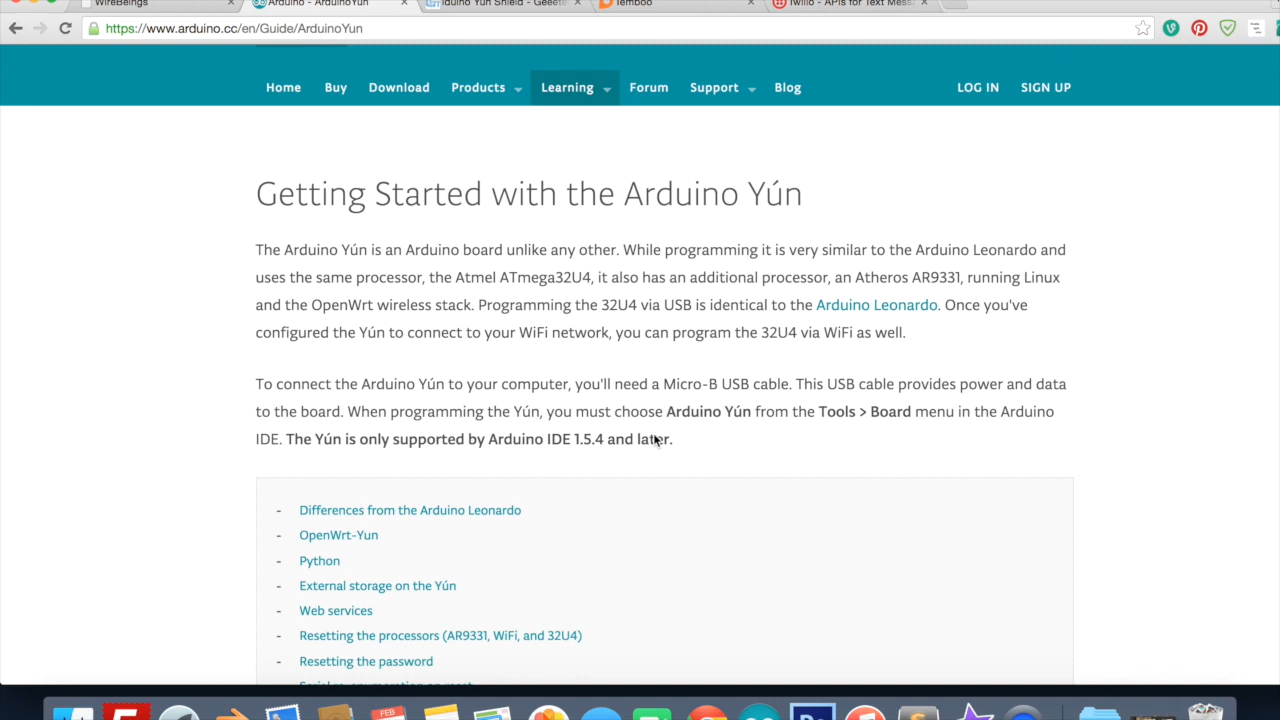 WireBeings
Arduino - ArduinoYun
Temboo
https://www.arduino.cc/en/Guide/ArduinoYun
Home Buy Download Products Learning Forum Support Blog LOG IN SIGN UP
Getting Started with the Arduino Yún
The Arduino Yún is an Arduino board unlike any other. While programming it is very similar to the Arduino Leonardo and
uses the same processor, the Atmel ATmega32U4, it also has an additional processor, an Atheros AR9331, running Linux
and the OpenWrt wireless stack. Programming the 32U4 via USB is identical to the Arduino Leonardo. Once you've
configured the Yún to connect to your WiFi network, you can program the 32U4 via WiFi as well.
To connect the Arduino Yún to your computer, you'll need a Micro-B USB cable. This USB cable provides power and data
to the board. When programming the Yún, you must choose Arduino Yún from the Tools > Board menu in the Arduino
IDE. The Yún is only supported by Arduino IDE 1.5.4 and later.
- Differences from the Arduino Leonardo
- OpenWrt-Yun
- Python
- External storage on the Yún
- Web services
- Resetting the processors (AR9331, WiFi, and 32U4)
- Resetting the password
FEB